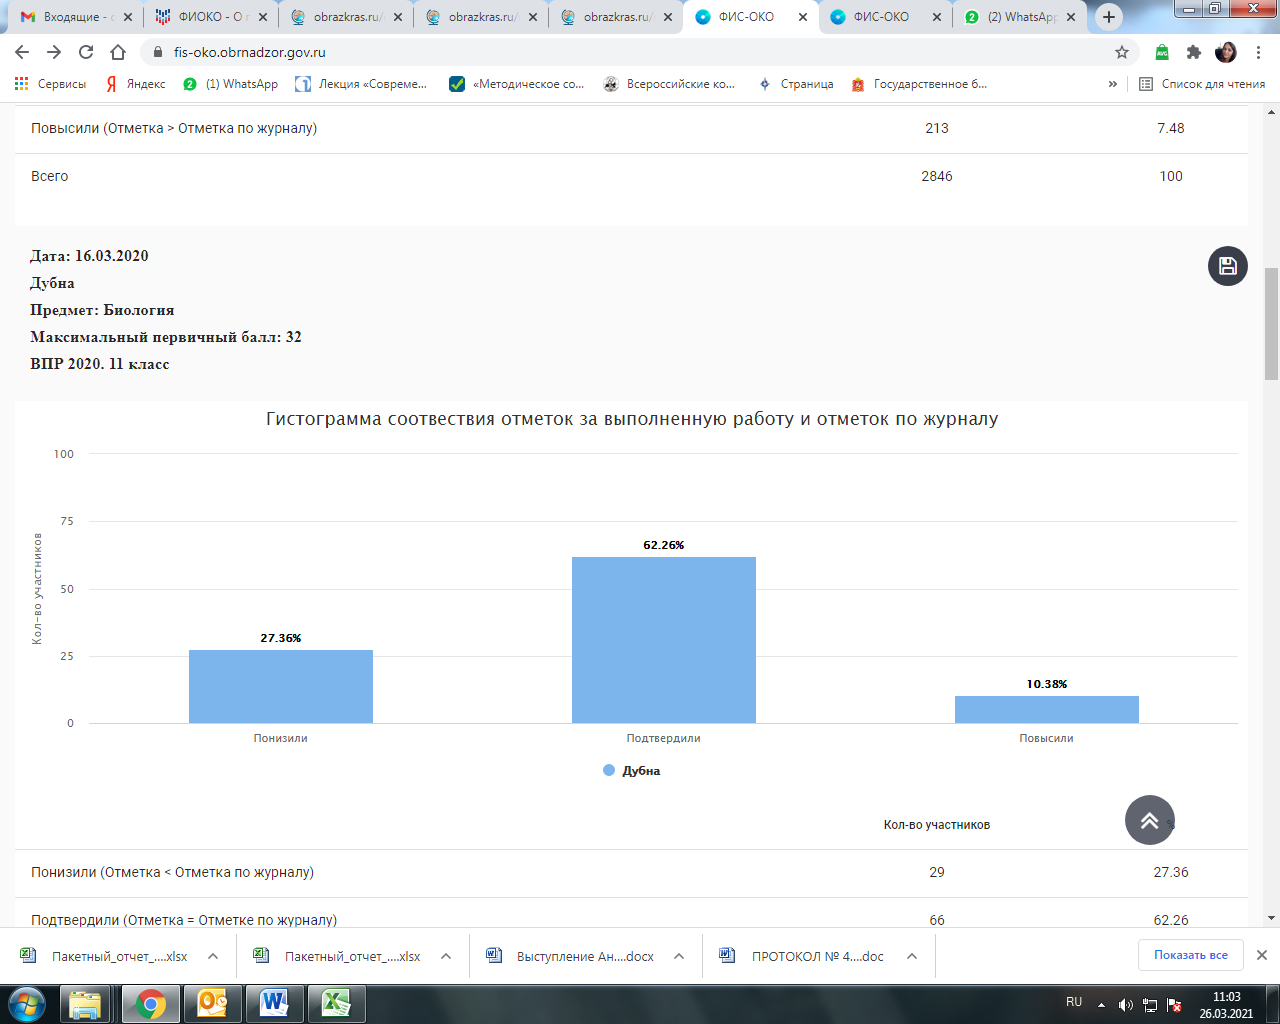 Входящие - с
ФИОКО - О п
obrazkras.ru/
obrazkras.ru/
obrazkras.ru/
ФИС-ОКО
ФИС-ОКО
(2) WhatsApp
fis-oko.obrnadzor.gov.ru
Сервисы
Яндекс
(1) WhatsApp
Лекция «Совреме...
«Методическое со...
Всероссийские ко...
Страница
Государственное б...
»
Список для чтения
Повысили (Отметка > Отметка по журналу) 213 7.48
Всего 2846 100
Дата: 16.03.2020
Дубна
Предмет: Биология
Максимальный первичный балл: 32
ВПР 2020. 11 класс
Гистограмма соотвествия отметок за выполненную работу и отметок по журналу
Кол-во участников
100
75
50
25
0
27.36%
62.26%
10.38%
Понизили
Подтвердили
Повысили
Дубна
Кол-во участников %
Понизили (Отметка < Отметка по журналу) 29 27.36
Подтвердили (Отметка = Отметке по журналу) 66 62.26
Пакетный_отчет_....xlsx
Пакетный_отчет_....xlsx
Выступление Ан....docx
ПРОТОКОЛ № 4....doc
Показать все
RU
11:03
26.03.2021